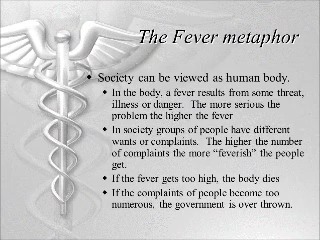 The Fever metaphor
Society can be viewed as human body.
In the body, a fever results from some threat,
illness or danger. The more serious the
problem the higher the fever
In society groups of people have different
wants or complaints. The higher the number
of complaints the more “feverish” the people
get.
If the fever gets too high, the body dies
If the complaints of people become too
numerous, the government is over thrown.